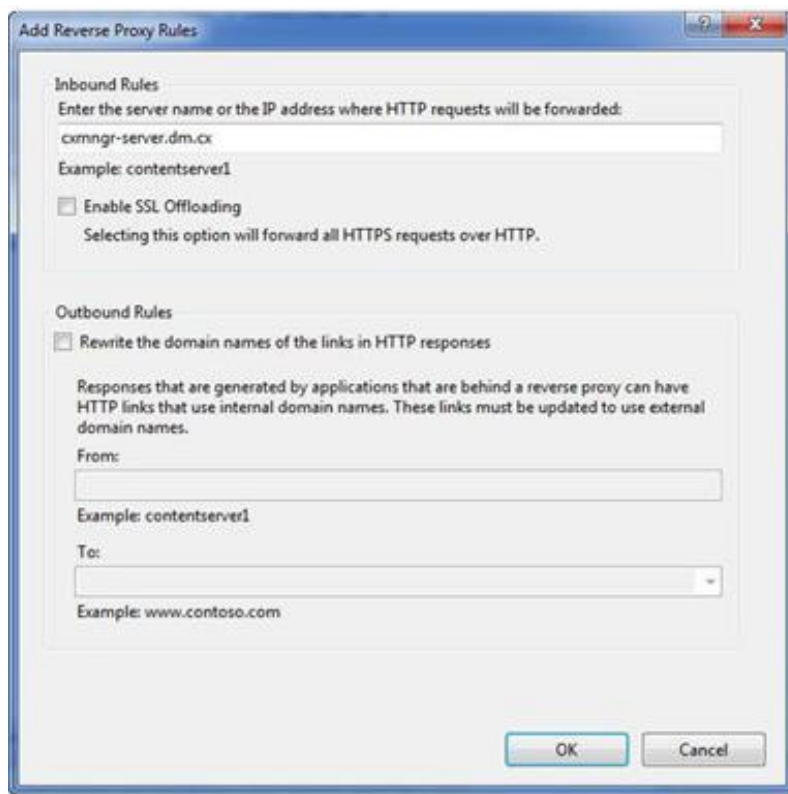 Add Reverse Proxy Rules
Inbound Rules
Enter the server name or the IP address where HTTP requests will be forwarded:
cxmngr-server.dm.cx
Example: contentserver1
Enable SSL Offloading
Selecting this option will forward all HTTPS requests over HTTP.
Outbound Rules
Rewrite the domain names of the links in HTTP responses
Responses that are generated by applications that are behind a reverse proxy can have
HTTP links that use internal domain names. These links must be updated to use external
domain names.
From:
Example: contentserver1
To:
Example: www.contoso.com
OK Cancel